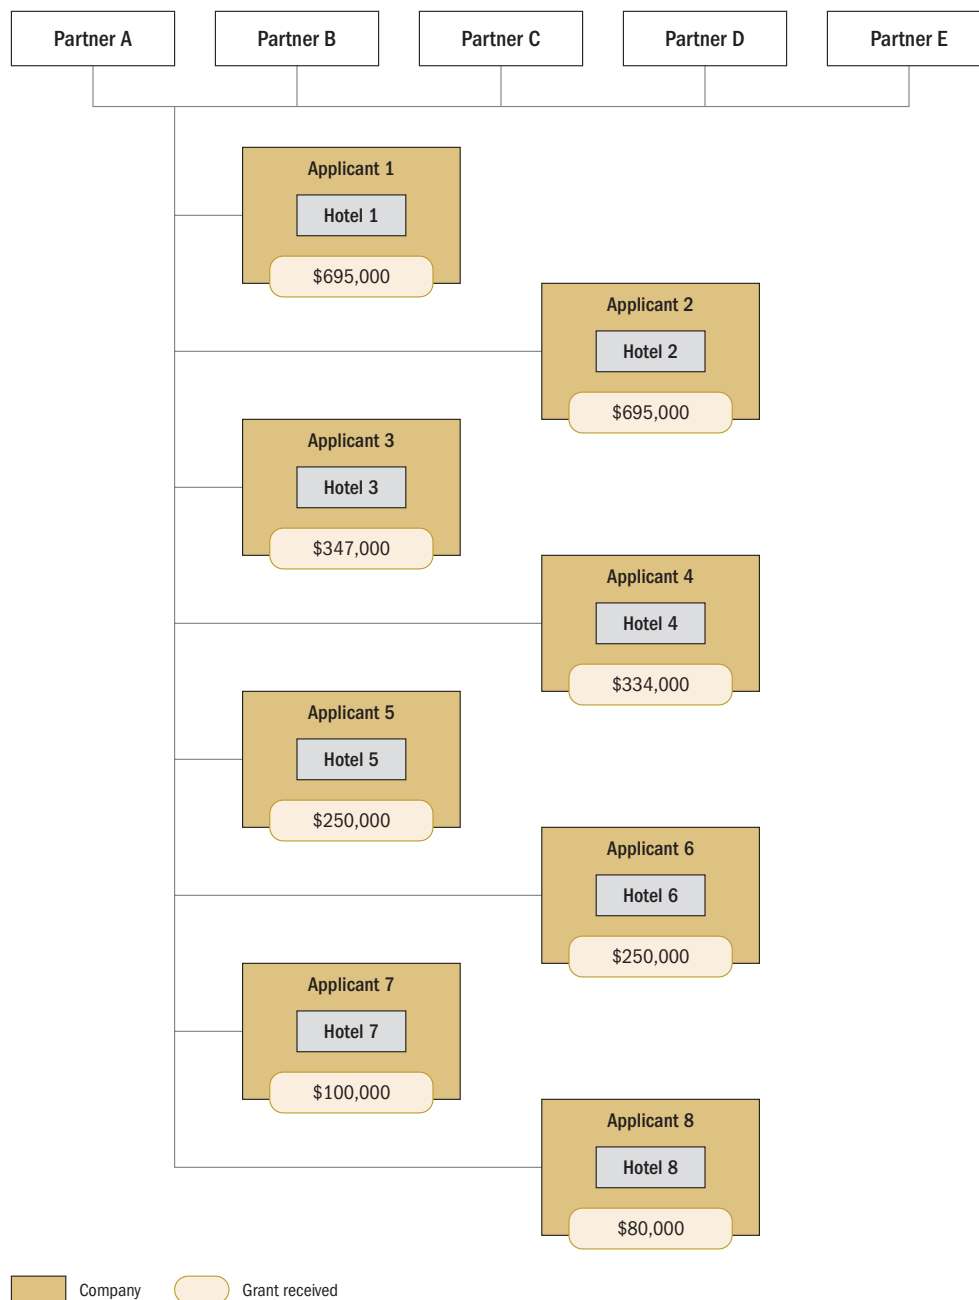 Partner A
Partner B
Partner C
Partner D
Partner E
Applicant 1
Hotel 1
$695,000
Applicant 2
Hotel 2
$695,000
Applicant 3
Hotel 3
$347,000
Applicant 4
Hotel 4
$334,000
Applicant 5
Hotel 5
$250,000
Applicant 6
Hotel 6
$250,000
Applicant 7
Hotel 7
$100,000
Applicant 8
Hotel 8
$80,000
Company
Grant received